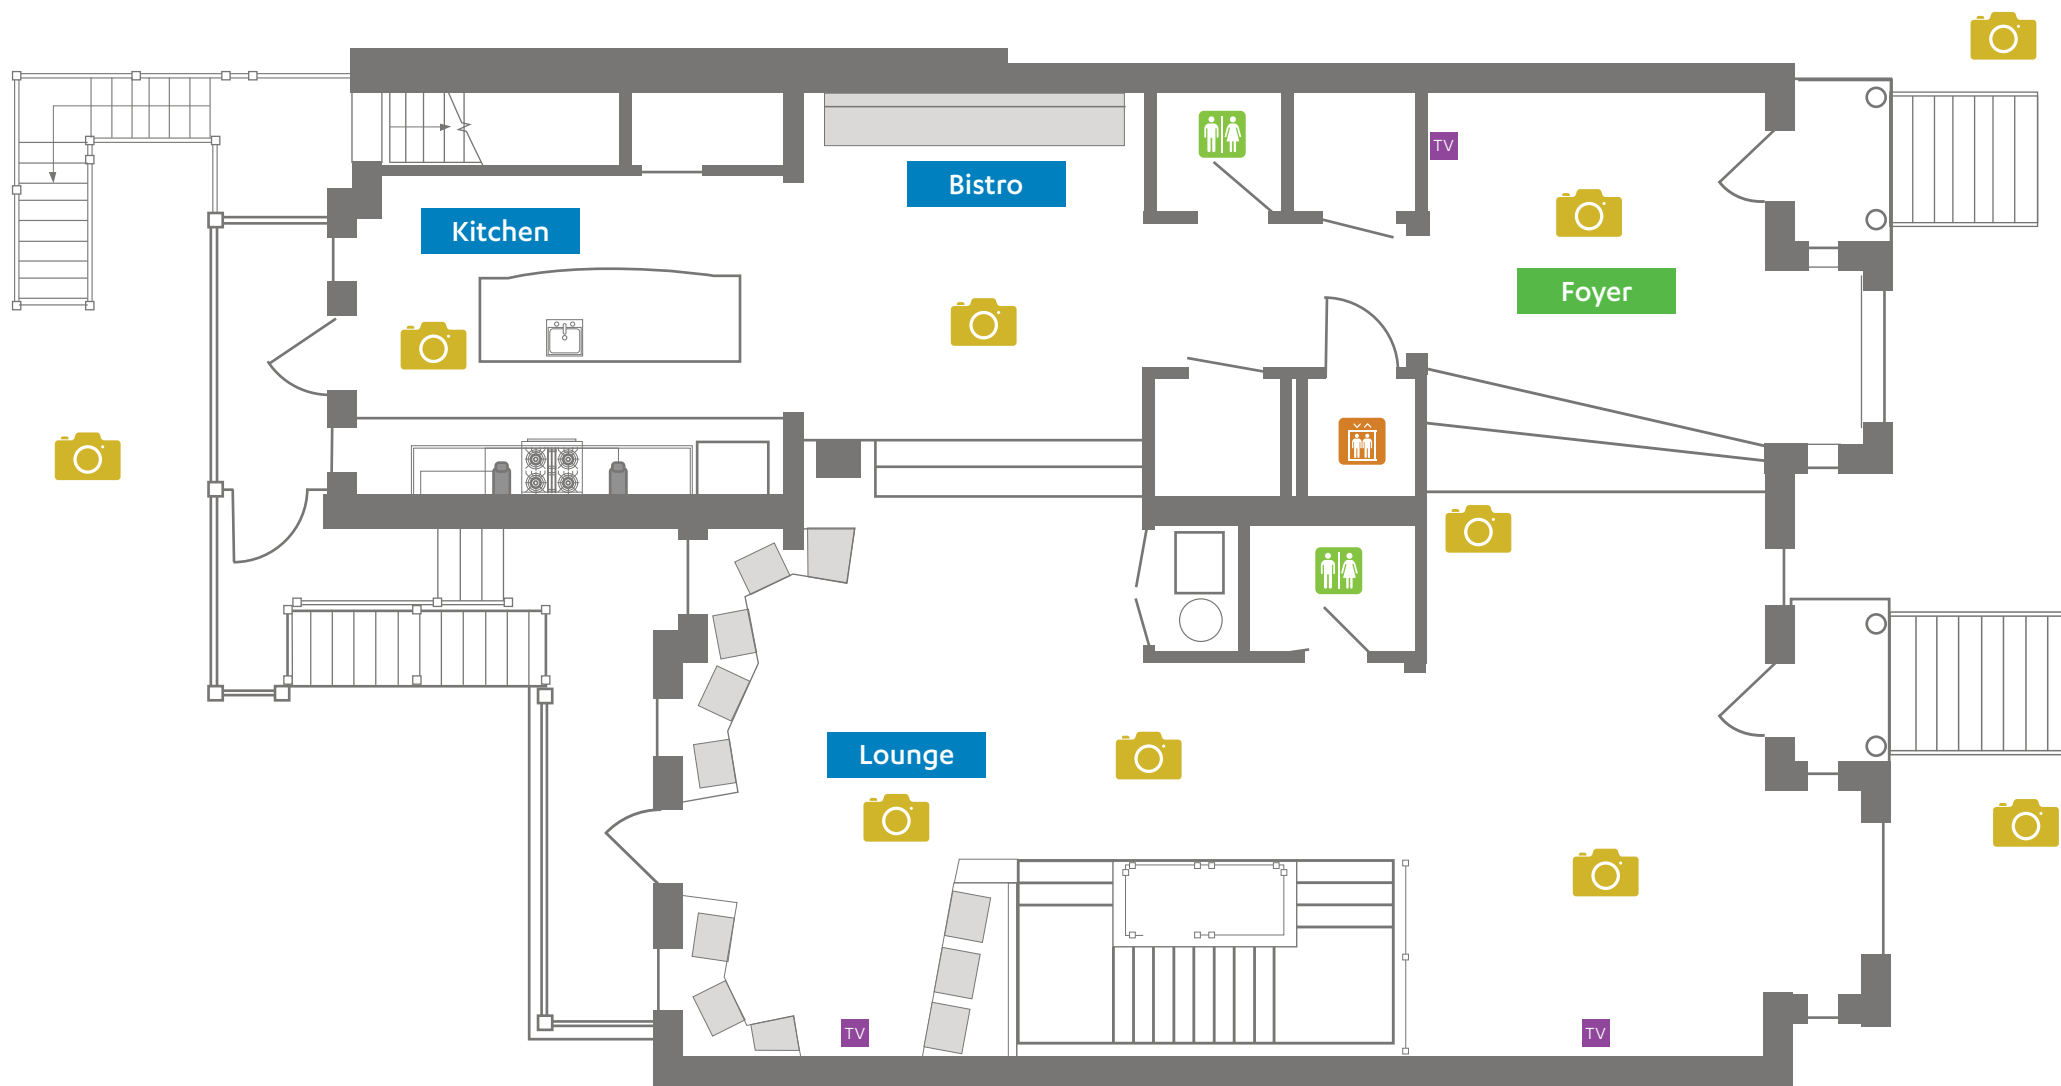 TV
Bistro
Kitchen
Foyer
Lounge
TV
TV